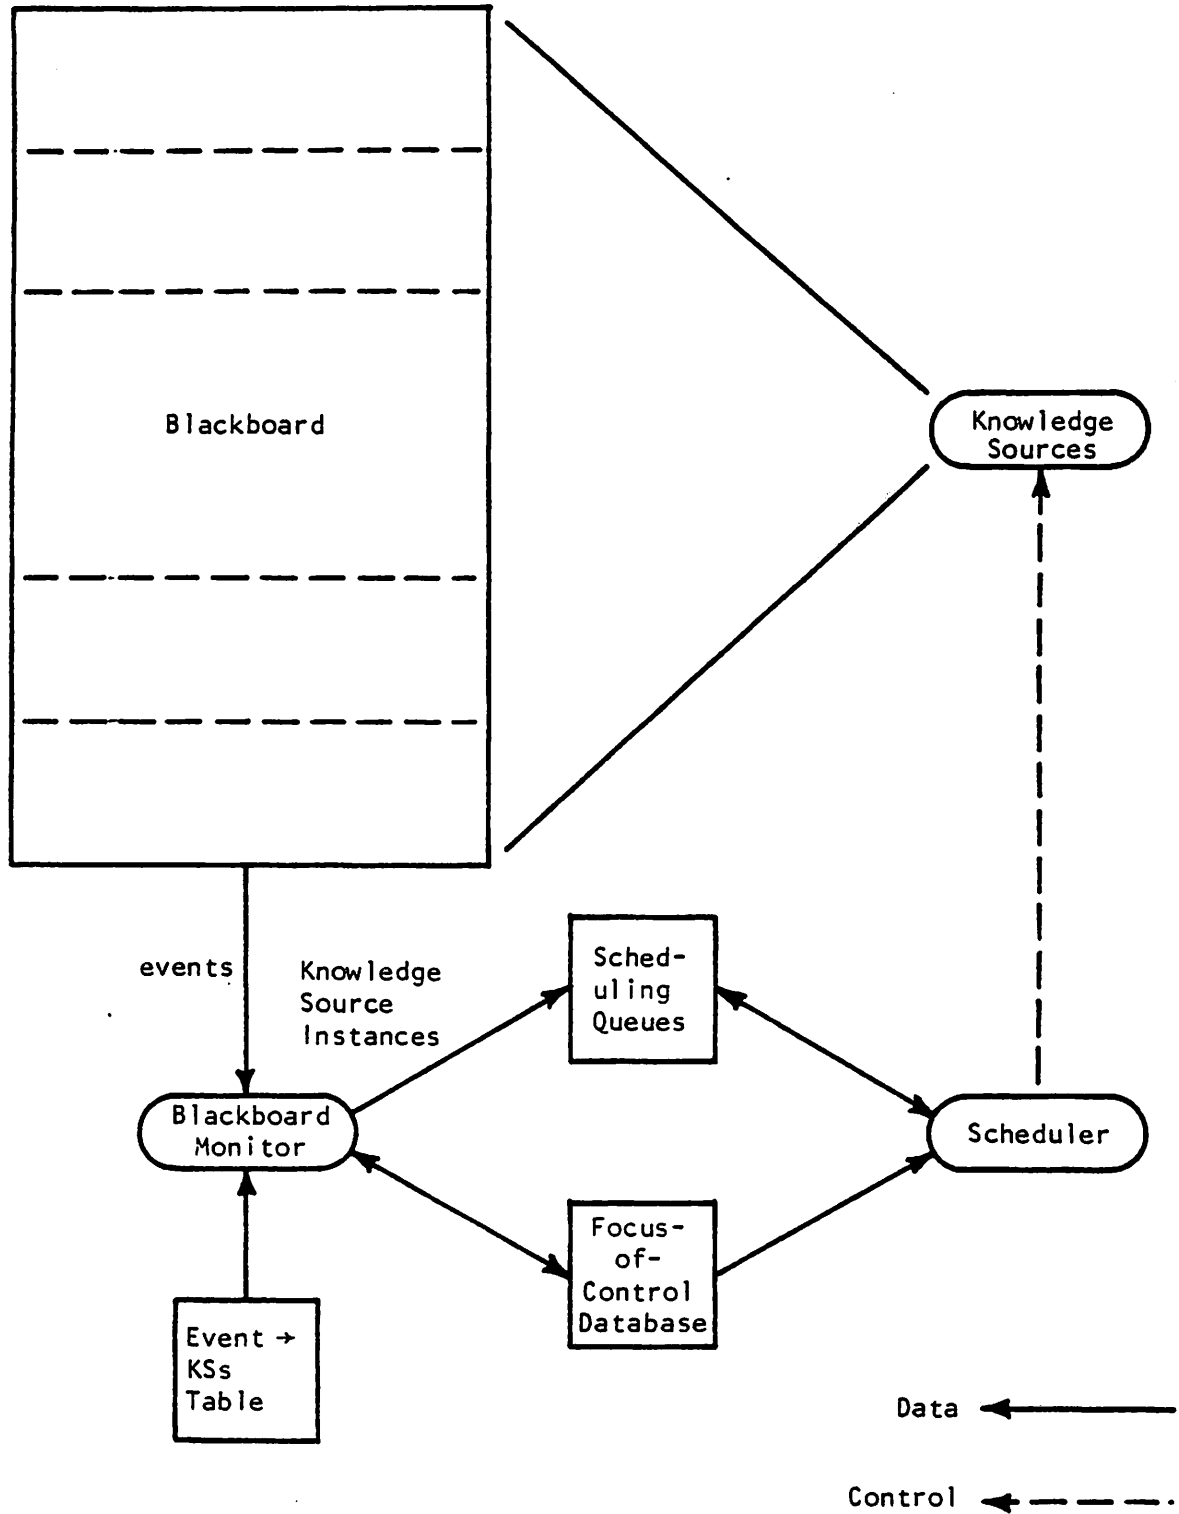 Blackboard
Knowledge
Sources
events
Knowledge
Source
Instances
Sched-
uling
Queues
Blackboard
Monitor
Scheduler
Focus-
of-
Control
Database
Event →
KSs
Table
Data
Control